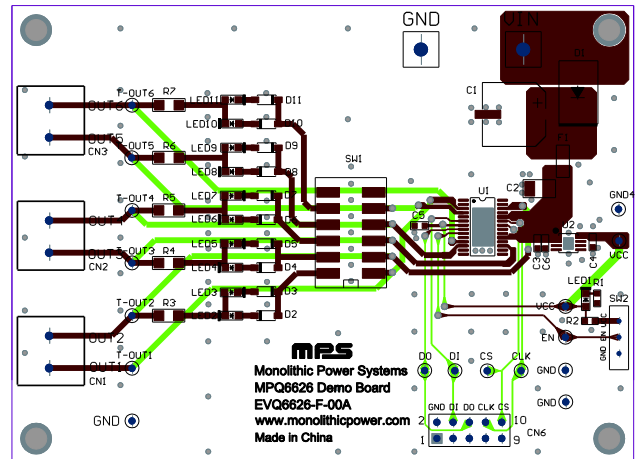 GND
VIN
D1
T-OUT6
R7
LED11
D11
OUT6
C1
LED10
D10
OUT5
T-OUT5
R6
LED9
D9
F1
CN3
LED8
D8
SW1
T-OUT4
R5
LED7
D7
U1
C2
OUT4
LED6
D6
C5
GND4
T-OUT3
R4
LED5
D5
U2
OUT3
C3
C6
C4
VCC
CN2
LED4
D4
T-OUT2
R3
LED3
D3
LED1
R1
OUT2
LED2
D2
VCC
R2
SW2
EN
GND EN VCC
OUT1
T-OUT1
CN1
mps
Monolithic Power Systems
MPQ6626 Demo Board
EVQ6626-F-00A
www.monolithicpower.com
Made in China
DO
DI
CS
CLK
GND
GND
GND
2
GND DI DO CLK CS
10
1
9
CN6